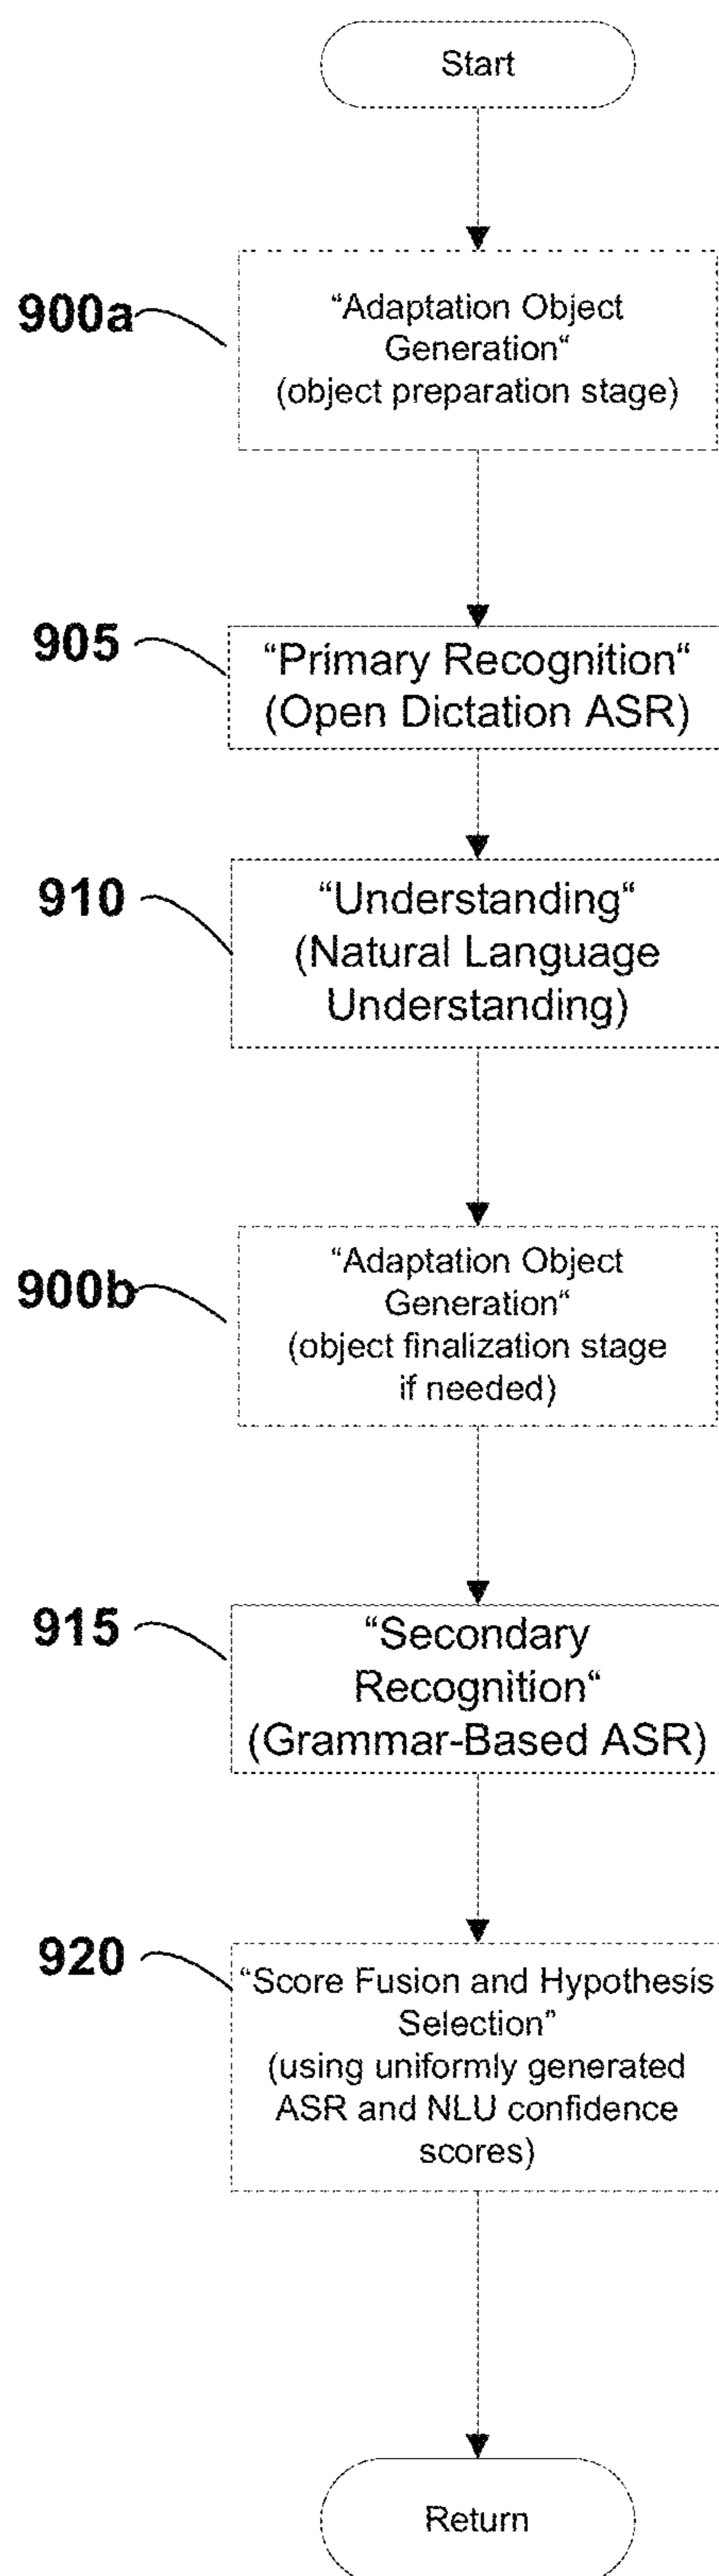 Start
900a
“Adaptation Object
Generation“
(object preparation stage)
905
“Primary Recognition“
(Open Dictation ASR)
910
“Understanding“
(Natural Language
Understanding)
900b
“Adaptation Object
Generation“
(object finalization stage
if needed)
915
“Secondary
Recognition“
(Grammar-Based ASR)
920
“Score Fusion and Hypothesis
Selection”
(using uniformly generated
ASR and NLU confidence
scores)
Return